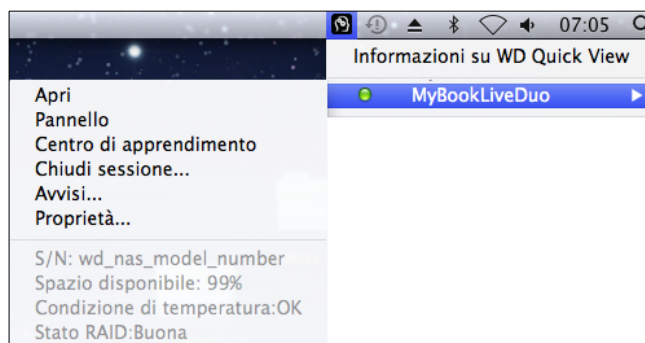 07:05
Informazioni su WD Quick View
MyBookLiveDuo
Apri
Pannello
Centro di apprendimento
Chiudi sessione...
Avvisi...
Proprietà...
S/N: wd_nas_model_number
Spazio disponibile: 99%
Condizione di temperatura:OK
Stato RAID:Buona